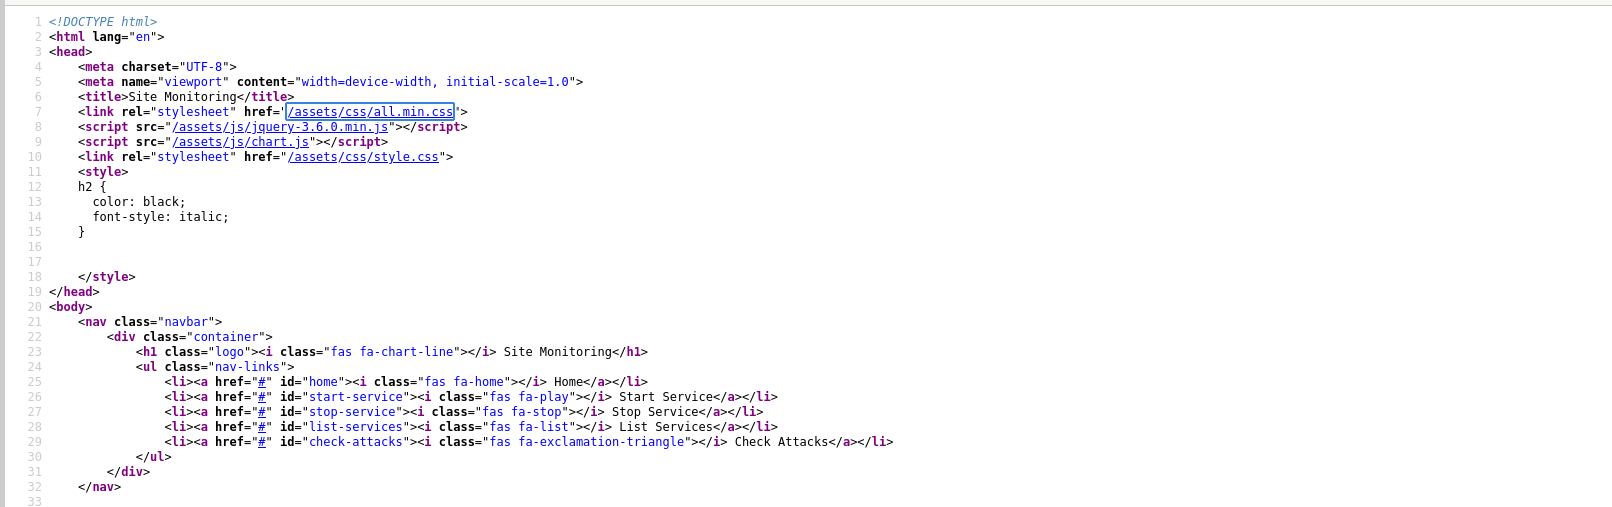 1 <!DOCTYPE html>
2 <html lang="en">
3 <head>
4     <meta charset="UTF-8">
5     <meta name="viewport" content="width=device-width, initial-scale=1.0">
6     <title>Site Monitoring</title>
7     <link rel="stylesheet" href="/assets/css/all.min.css">
8     <script src="/assets/js/jquery-3.6.0.min.js"></script>
9     <script src="/assets/js/chart.js"></script>
10     <link rel="stylesheet" href="/assets/css/style.css">
11     <style>
12     h2 {
13       color: black;
14       font-style: italic;
15     }
16
17
18     </style>
19 </head>
20 <body>
21     <nav class="navbar">
22         <div class="container">
23             <h1 class="logo"><i class="fas fa-chart-line"></i> Site Monitoring</h1>
24             <ul class="nav-links">
25                 <li><a href="#" id="home"><i class="fas fa-home"></i> Home</a></li>
26                 <li><a href="#" id="start-service"><i class="fas fa-play"></i> Start Service</a></li>
27                 <li><a href="#" id="stop-service"><i class="fas fa-stop"></i> Stop Service</a></li>
28                 <li><a href="#" id="list-services"><i class="fas fa-list"></i> List Services</a></li>
29                 <li><a href="#" id="check-attacks"><i class="fas fa-exclamation-triangle"></i> Check Attacks</a></li>
30             </ul>
31         </div>
32     </nav>
33